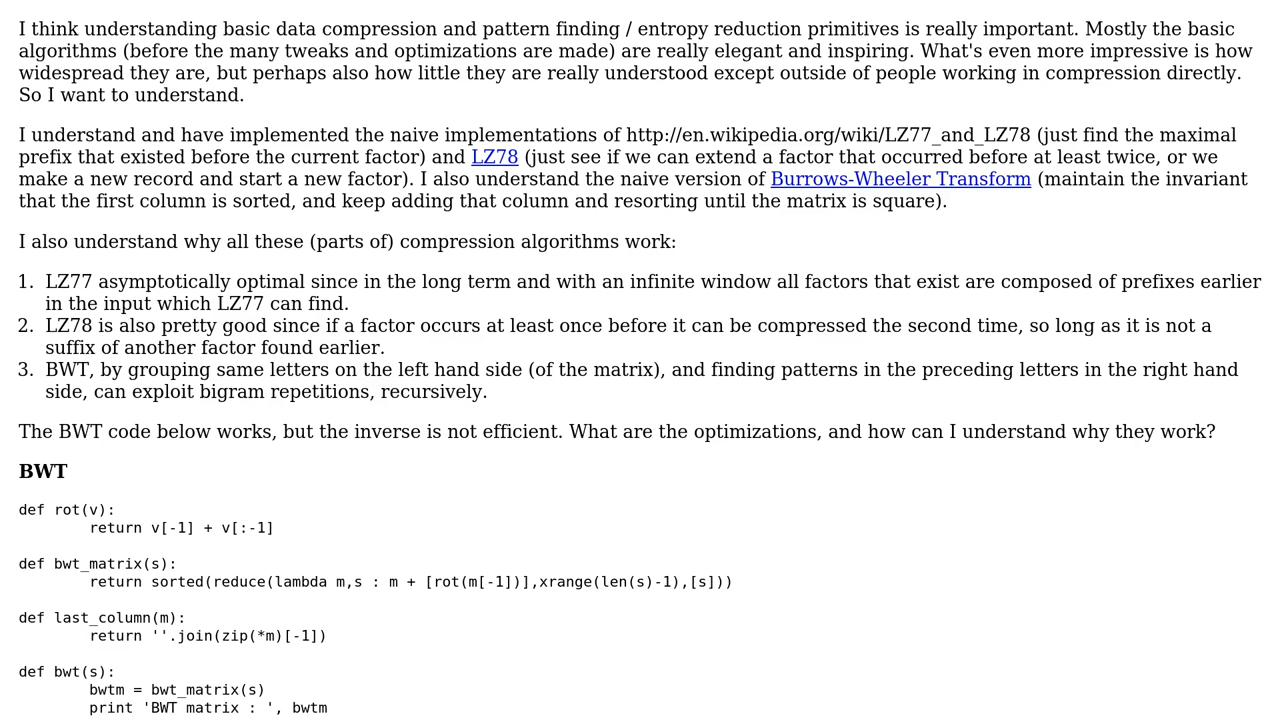 I think understanding basic data compression and pattern finding / entropy reduction primitives is really important. Mostly the basic
algorithms (before the many tweaks and optimizations are made) are really elegant and inspiring. What's even more impressive is how
widespread they are, but perhaps also how little they are really understood except outside of people working in compression directly.
So I want to understand.
I understand and have implemented the naive implementations of http://en.wikipedia.org/wiki/LZ77_and_LZ78 (just find the maximal
prefix that existed before the current factor) and LZ78 (just see if we can extend a factor that occurred before at least twice, or we
make a new record and start a new factor). I also understand the naive version of Burrows-Wheeler Transform (maintain the invariant
that the first column is sorted, and keep adding that column and resorting until the matrix is square).
I also understand why all these (parts of) compression algorithms work:
1. LZ77 asymptotically optimal since in the long term and with an infinite window all factors that exist are composed of prefixes earlier
in the input which LZ77 can find.
2. LZ78 is also pretty good since if a factor occurs at least once before it can be compressed the second time, so long as it is not a
suffix of another factor found earlier.
3. BWT, by grouping same letters on the left hand side (of the matrix), and finding patterns in the preceding letters in the right hand
side, can exploit bigram repetitions, recursively.
The BWT code below works, but the inverse is not efficient. What are the optimizations, and how can I understand why they work?
BWT
def rot(v):
        return v[-1] + v[:-1]
def bwt_matrix(s):
        return sorted(reduce(lambda m,s : m + [rot(m[-1])],xrange(len(s)-1),[s]))
def last_column(m):
        return ''.join(zip(*m)[-1])
def bwt(s):
        bwtm = bwt_matrix(s)
        print 'BWT matrix : ', bwtm